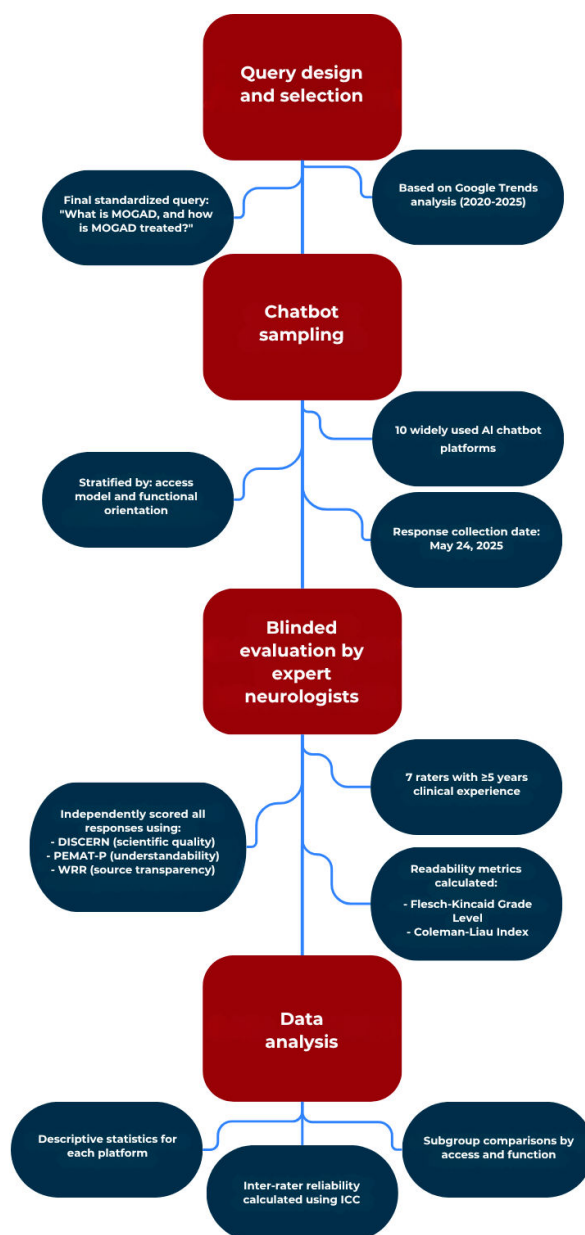 Query design
and selection
Final standardized query:
"What is MOGAD, and how
is MOGAD treated?"
Based on Google Trends
analysis (2020-2025)
Chatbot
sampling
10 widely used AI chatbot
platforms
Stratified by: access
model and functional
orientation
Response collection date:
May 24, 2025
Blinded
evaluation by
expert
neurologists
7 raters with ≥5 years
clinical experience
Independently scored all
responses using:
- DISCERN (scientific quality)
- PEMAT-P (understandability)
- WRR (source transparency)
Readability metrics
calculated:
- Flesch-Kincaid Grade
Level
- Coleman-Liau Index
Data
analysis
Descriptive statistics for
each platform
Inter-rater reliability
calculated using ICC
Subgroup comparisons by
access and function